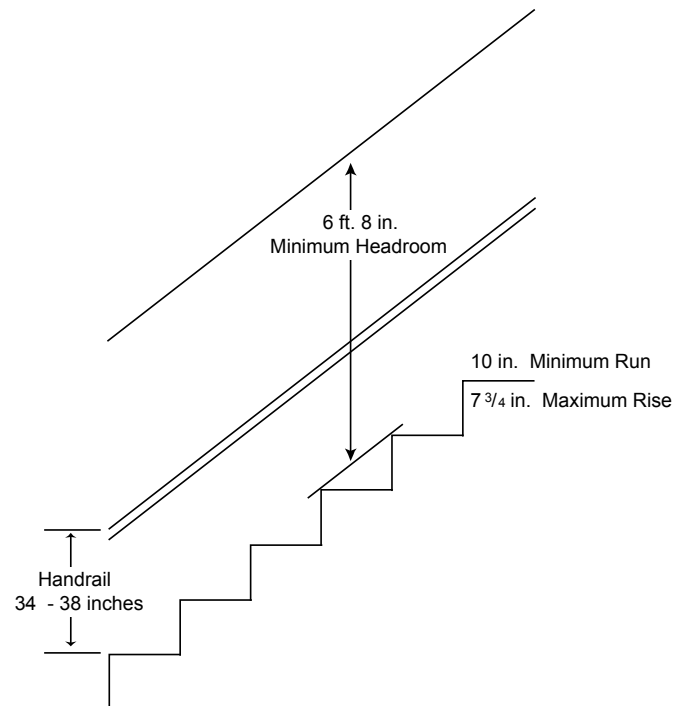 6 ft. 8 in.
Minimum Headroom
10 in. Minimum Run
7 3/4 in. Maximum Rise
Handrail
34 - 38 inches